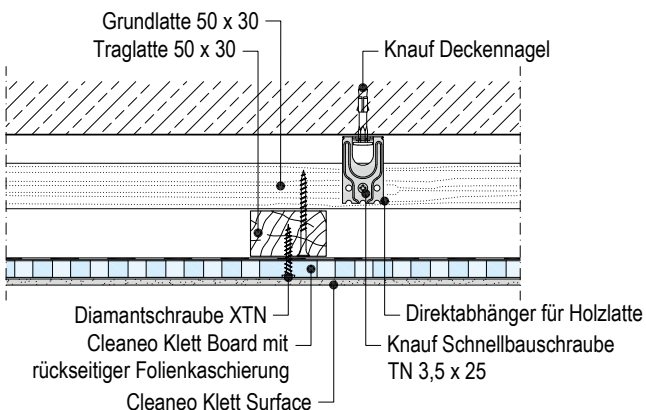 Grundlatte 50 x 30
Traglatte 50 x 30
Knauf Deckennagel
Diamantschraube XTN
Cleaneo Klett Board mit
rückseitiger Folienkaschierung
Cleaneo Klett Surface
Direktabhänger für Holzlatte
Knauf Schnellbauschraube
TN 3,5 x 25